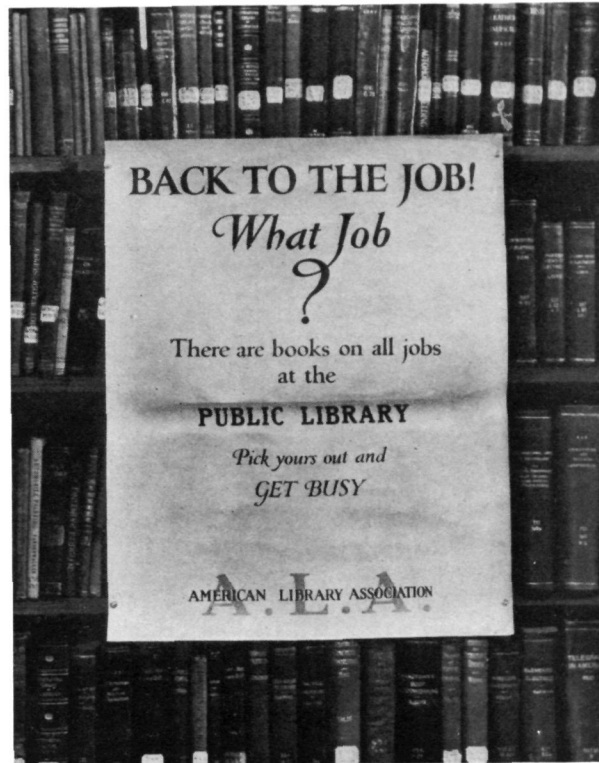 BACK TO THE JOB!
What Job
?
There are books on all jobs
at the
PUBLIC LIBRARY
Pick yours out and
GET BUSY
A.L.A.
AMERICAN LIBRARY ASSOCIATION